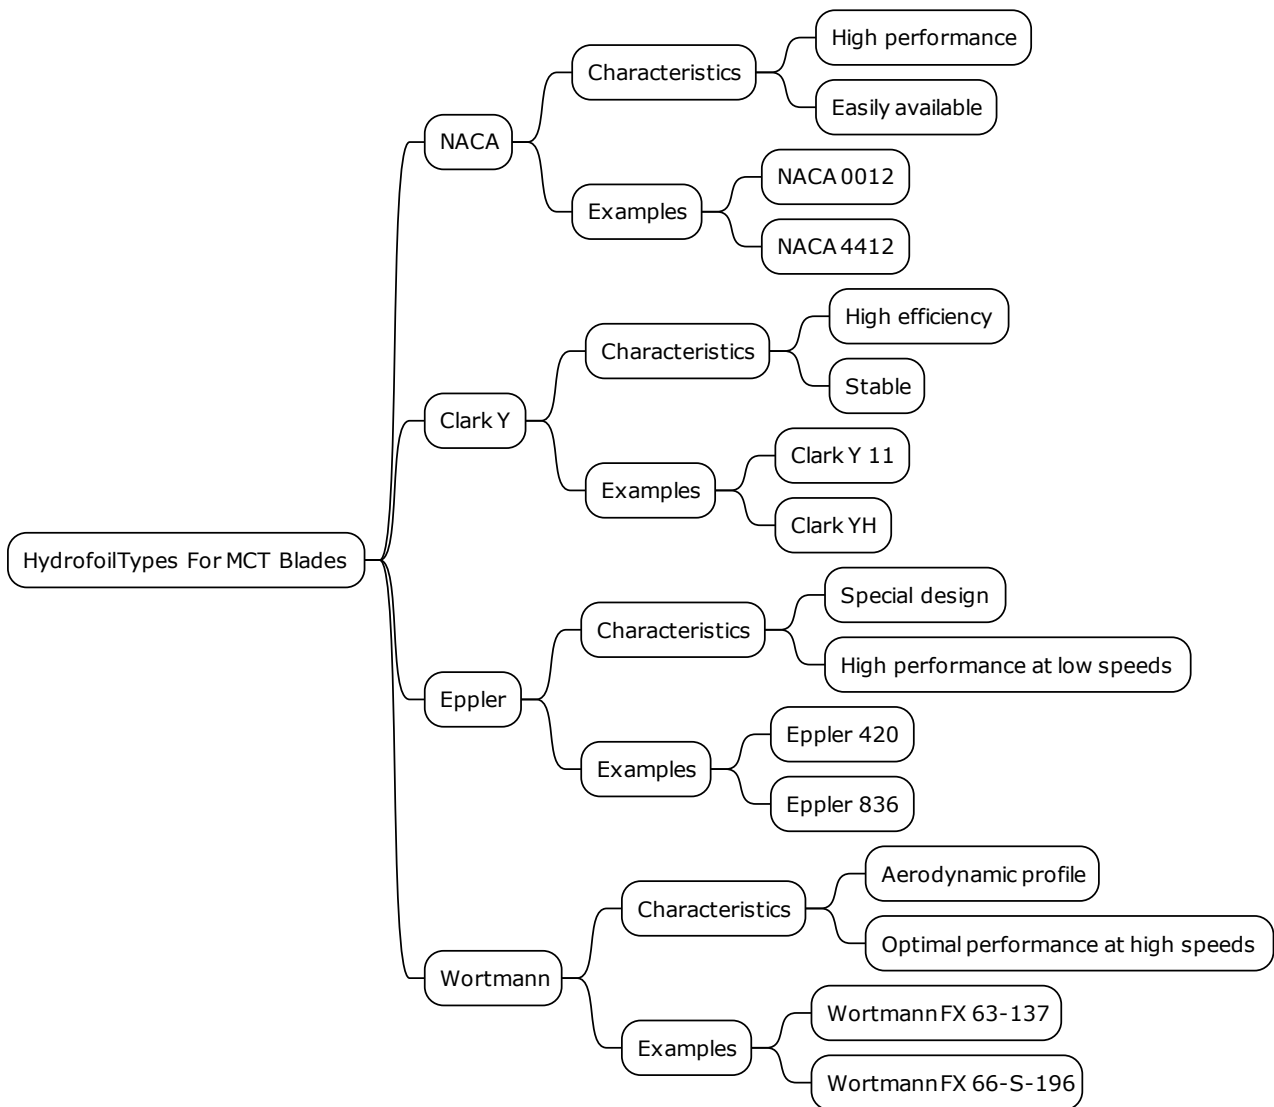 HydrofoilTypes For MCT Blades
NACA
Characteristics
High performance
Easily available
Examples
NACA 0012
NACA 4412
Clark Y
Characteristics
High efficiency
Stable
Examples
Clark Y 11
Clark YH
Eppler
Characteristics
Special design
High performance at low speeds
Examples
Eppler 420
Eppler 836
Wortmann
Characteristics
Aerodynamic profile
Optimal performance at high speeds
Examples
Wortmann FX 63-137
Wortmann FX 66-S-196